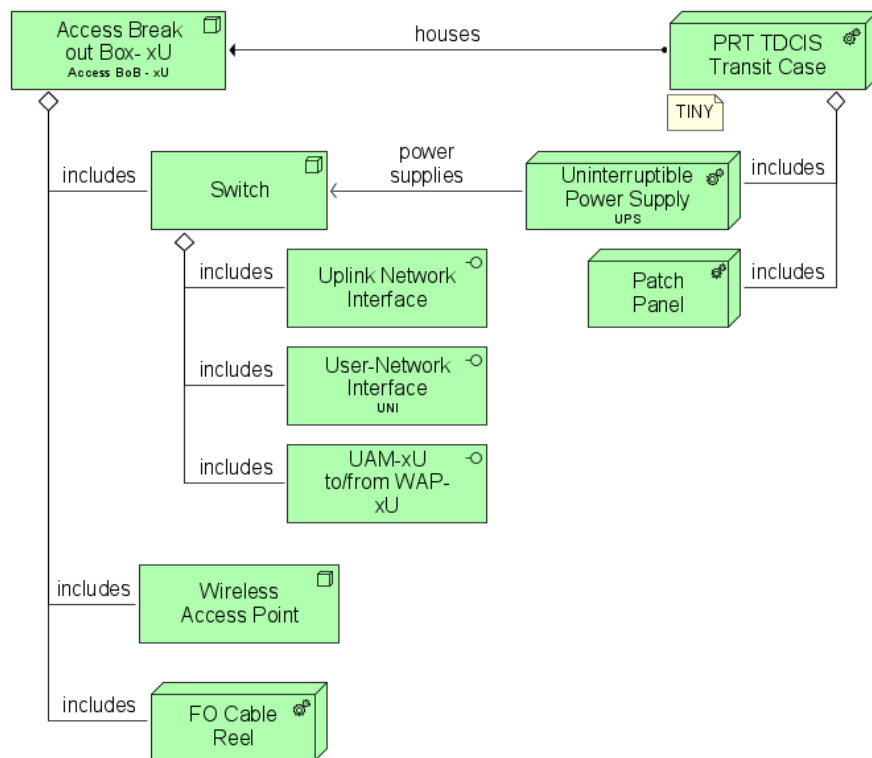 Access Break
out Box- xU
Access BoB - xU
houses
PRT TDCIS
Transit Case
TINY
includes
Switch
power
supplies
Uninterruptible
Power Supply
UPS
includes
includes
Uplink Network
Interface
Patch
Panel
includes
includes
User-Network
Interface
UNI
includes
UAM-xU
to/from WAP-
xU
includes
Wireless
Access Point
includes
FO Cable
Reel